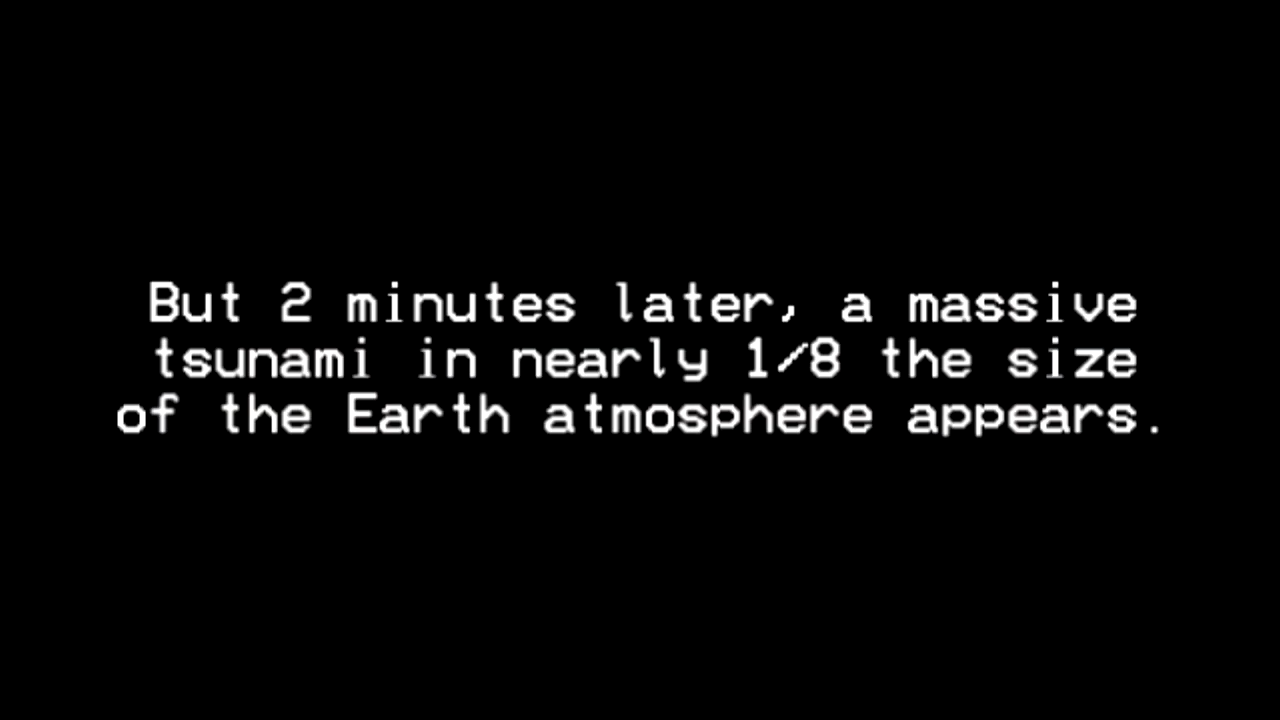 But 2 minutes later, a massive
tsunami in nearly 1/8 the size
of the Earth atmosphere appears.